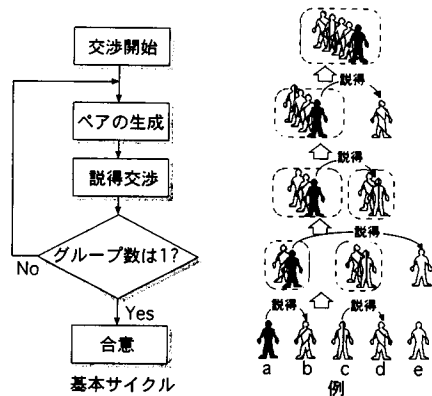 交渉開始
ペアの生成
説得交渉
グループ数は1?
No
Yes
合意
基本サイクル
説得
説得
説得
説得
説得
a
b
c
d
e
例